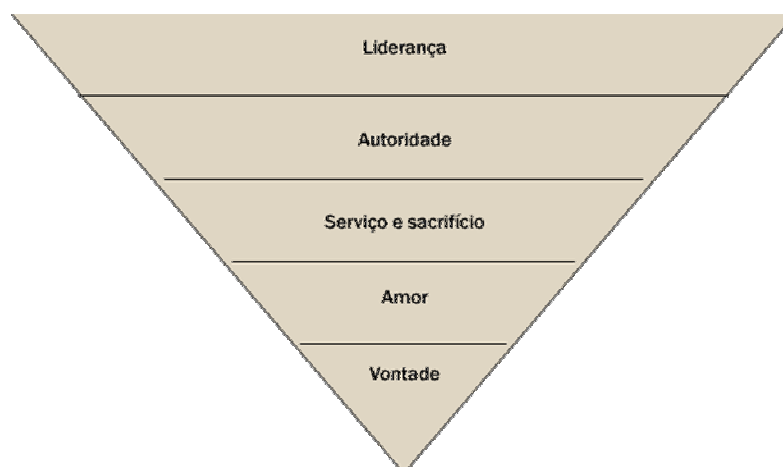 Liderança
Autoridade
Serviço e sacrifício
Amor
Vontade